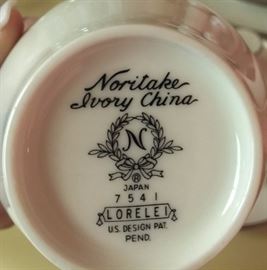 Noritake
Ivory China
N
®
JAPAN
7541
LORELEI
U.S. DESIGN PAT.
PEND.